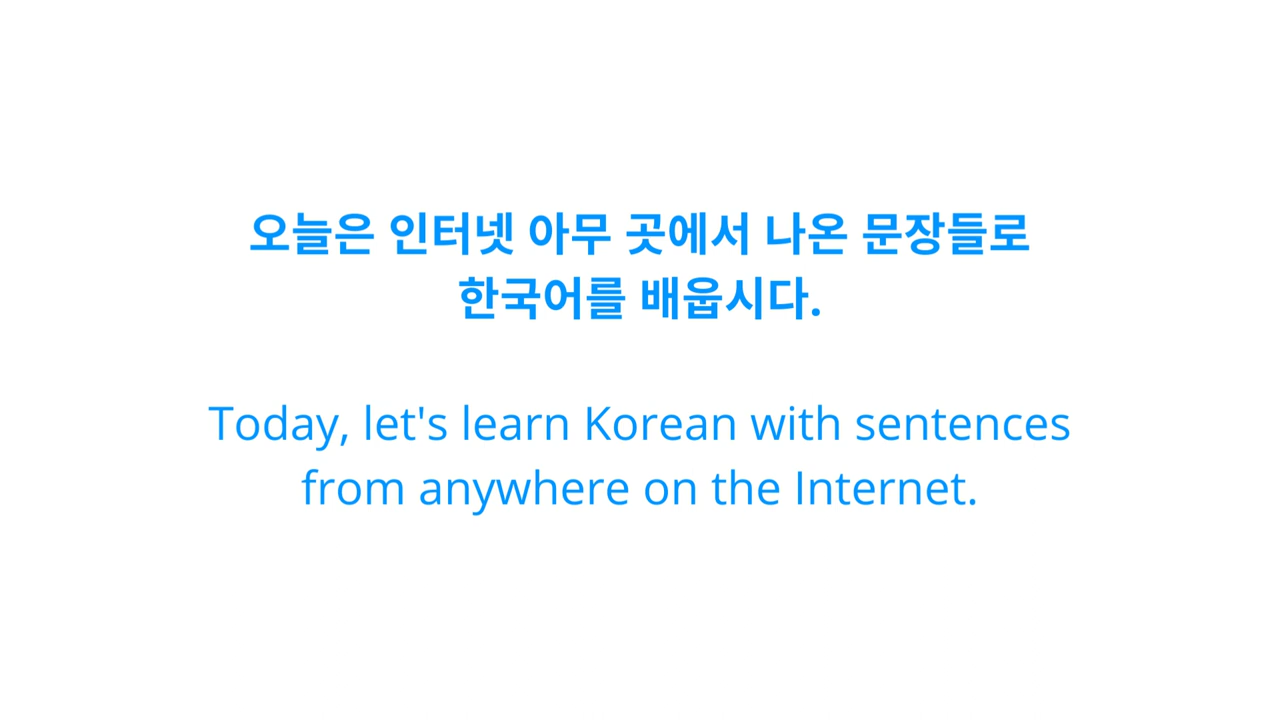 오늘은 인터넷 아무 곳에서 나온 문장들로
한국어를 배웁시다.
Today, let's learn Korean with sentences
from anywhere on the Internet.